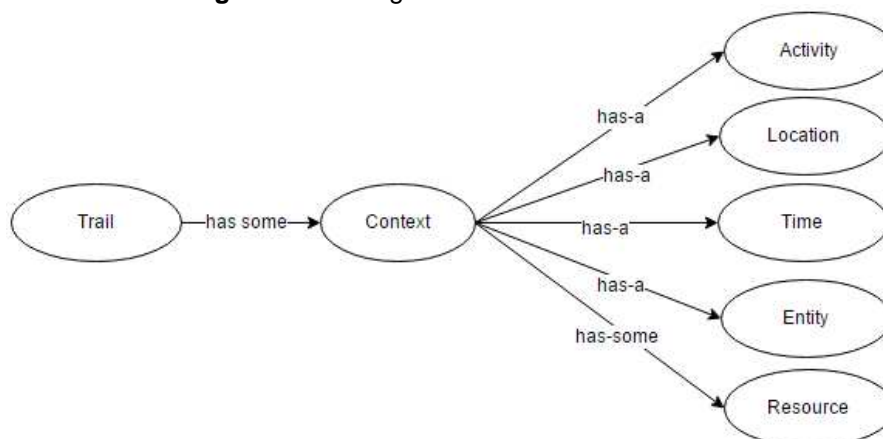 Activity
has-a
Location
has-a
Trail
has some
Context
has-a
Time
has-a
Entity
has-some
Resource